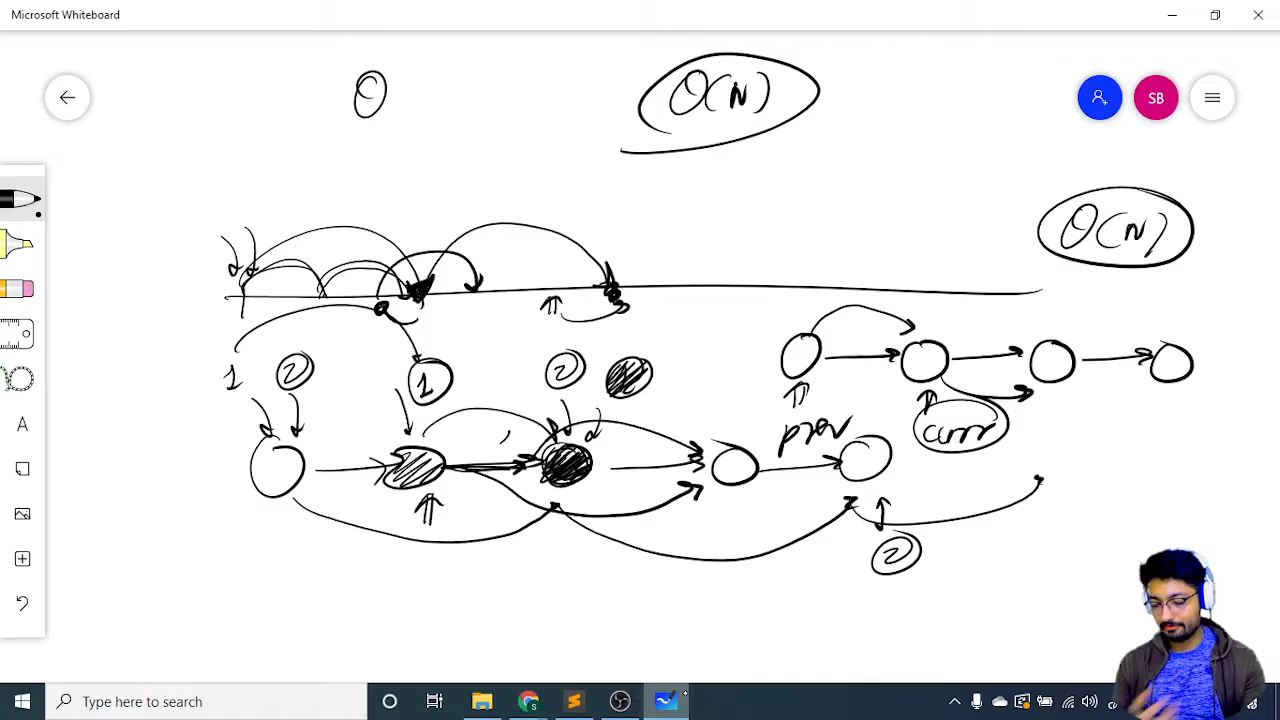 Microsoft Whiteboard
O(N)
SB
O(N)
1
2
1
2
prev
curr
2
A
Type here to search